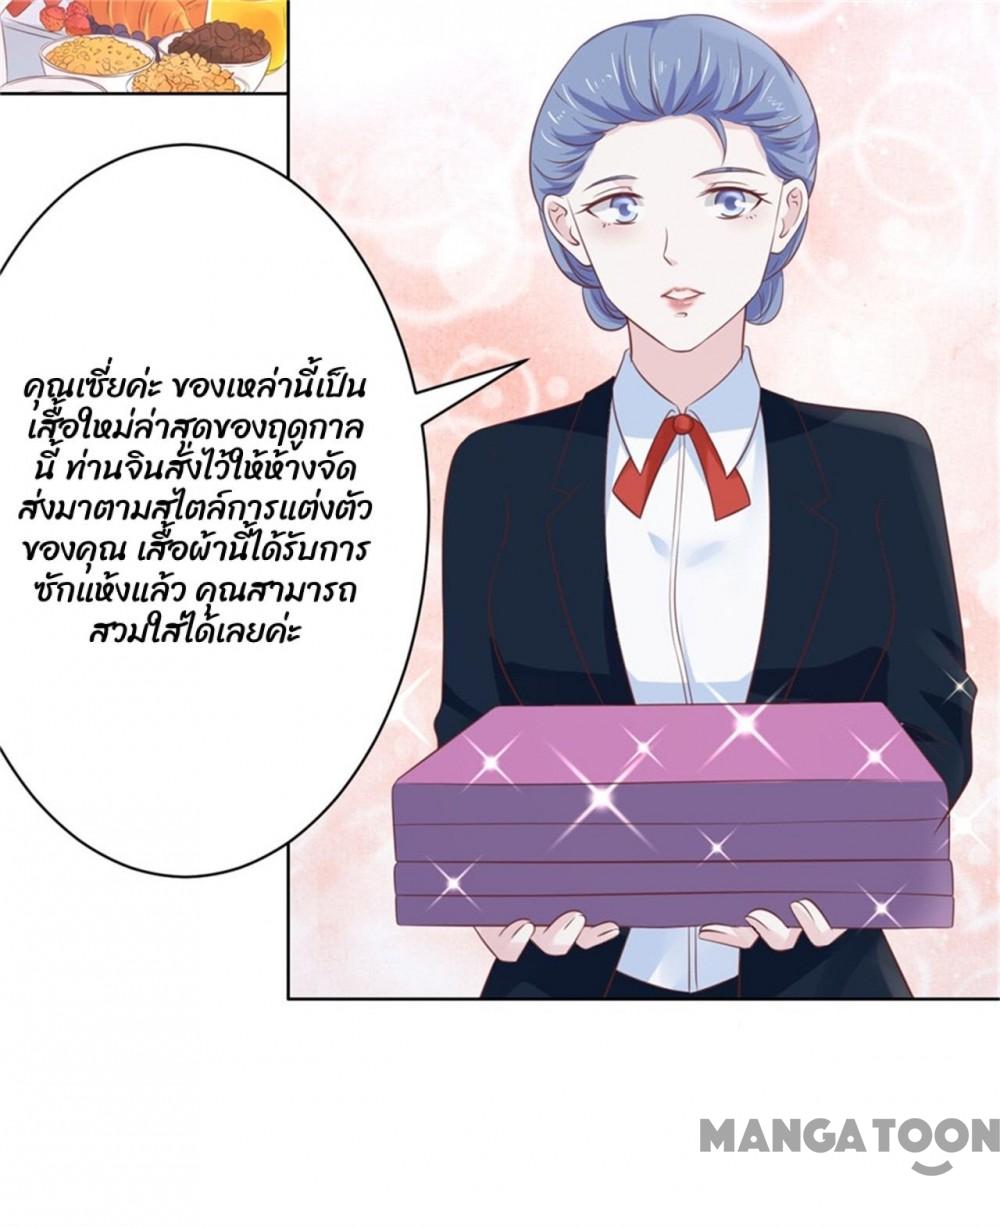 คุณเซี่ยค่ะ ของเหล่านี้เป็น
เสื้อใหม่ล่าสุดของฤดูกาล
นี้ ท่านจินสั่งไว้ให้ห้างจัด
ส่งมาตามสไตล์การแต่งตัว
ของคุณ เสื้อผ้านี้ได้รับการ
ซักแห้งแล้ว คุณสามารถ
สวมใส่ได้เลยค่ะ
MANGATOON